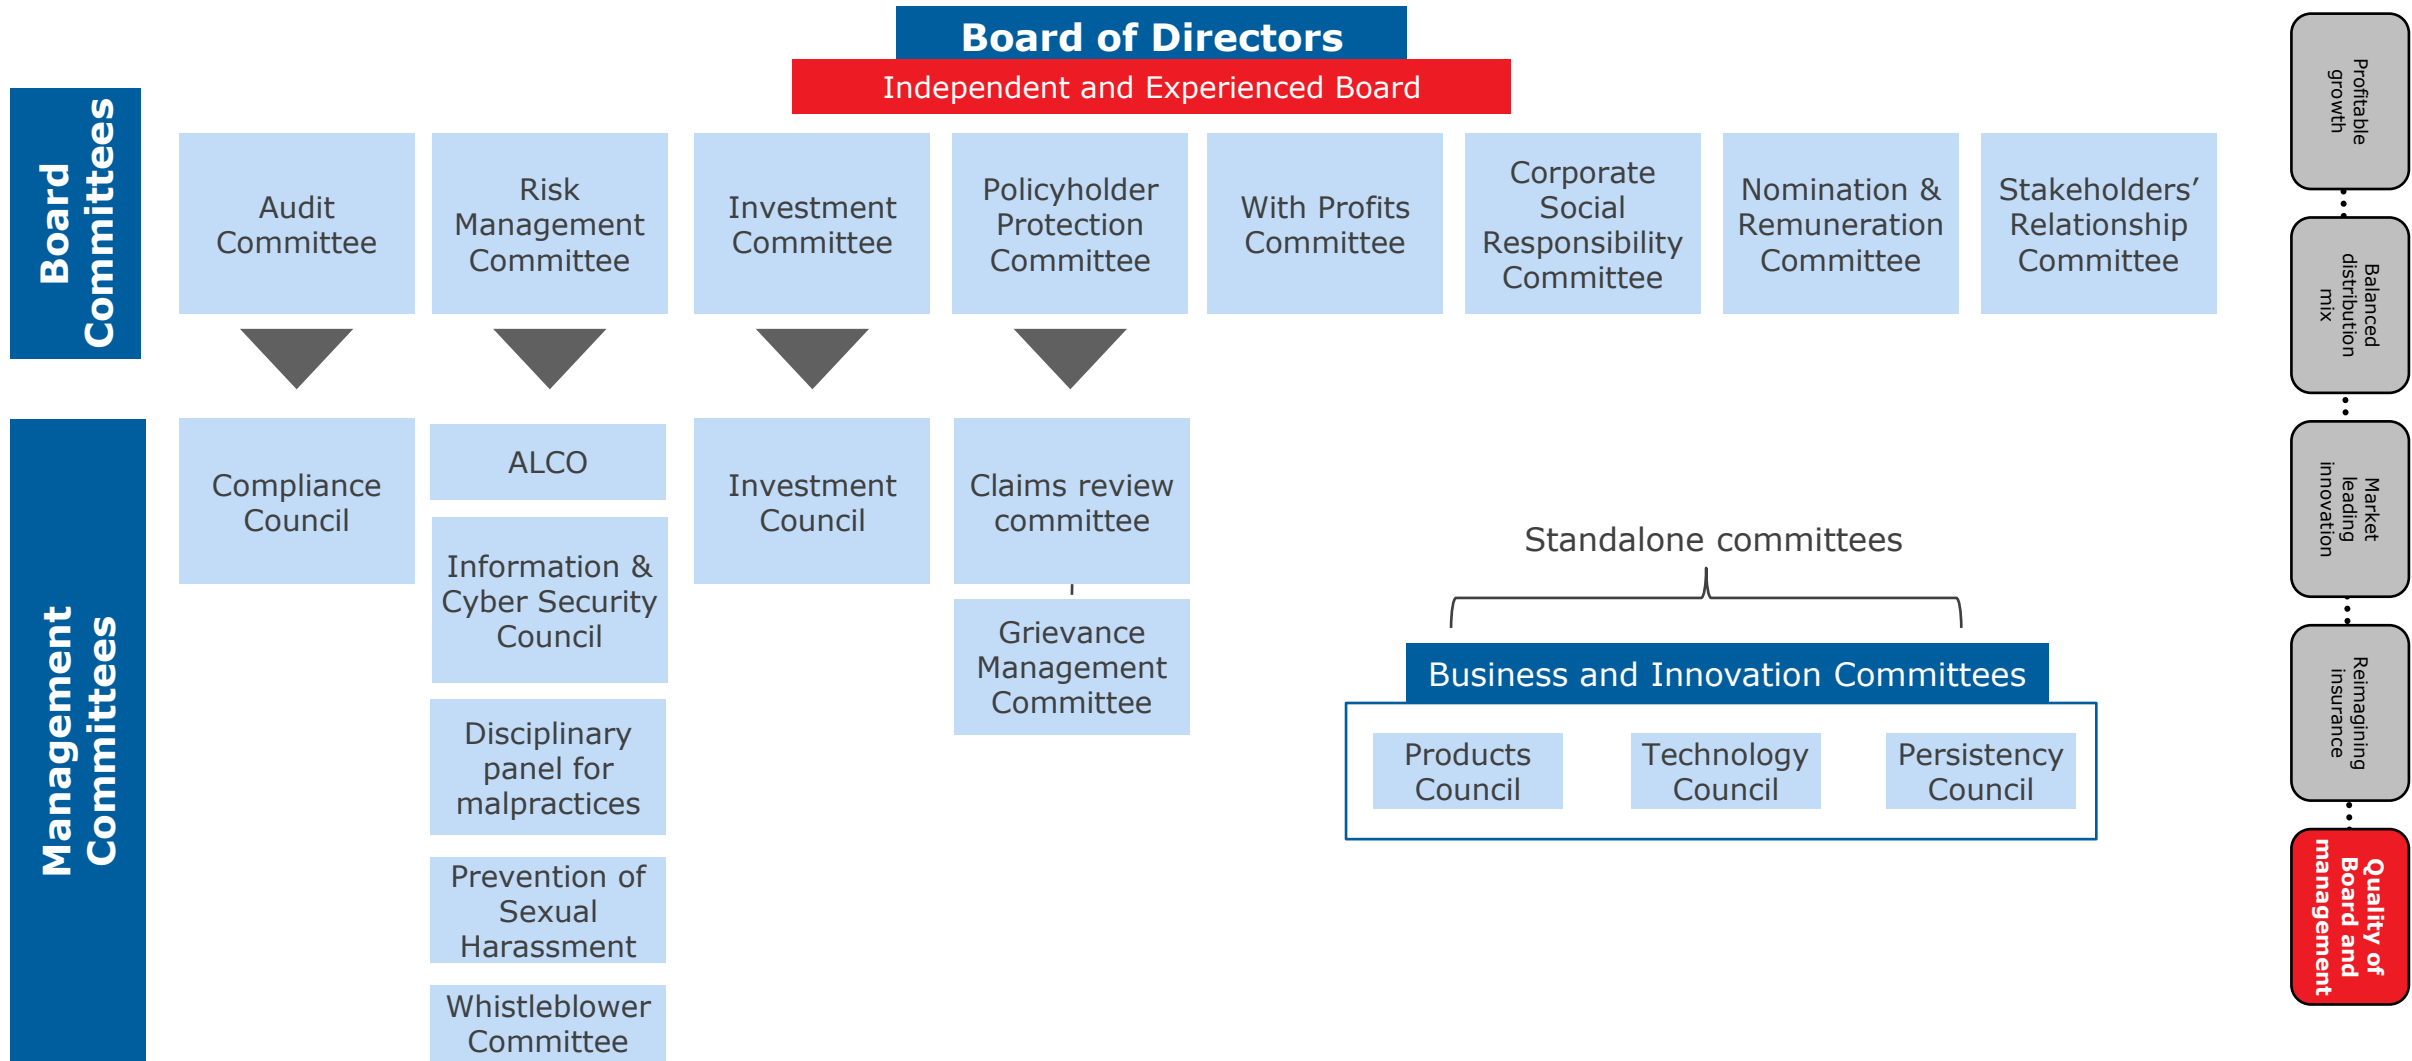 Board of Directors
Independent and Experienced Board
Board
Committees
Audit
Committee
Risk
Management
Committee
Investment
Committee
Policyholder
Protection
Committee
With Profits
Committee
Corporate
Social
Responsibility
Committee
Nomination &
Remuneration
Committee
Stakeholders’
Relationship
Committee
Management
Committees
Compliance
Council
ALCO
Information &
Cyber Security
Council
Disciplinary
panel for
malpractices
Prevention of
Sexual
Harassment
Whistleblower
Committee
Investment
Council
Claims review
committee
Grievance
Management
Committee
Standalone committees
Business and Innovation Committees
Products
Council
Technology
Council
Persistency
Council
Profitable
growth
Balanced
distribution
mix
Market
leading
innovation
Reimagining
insurance
Quality of
Board and
management